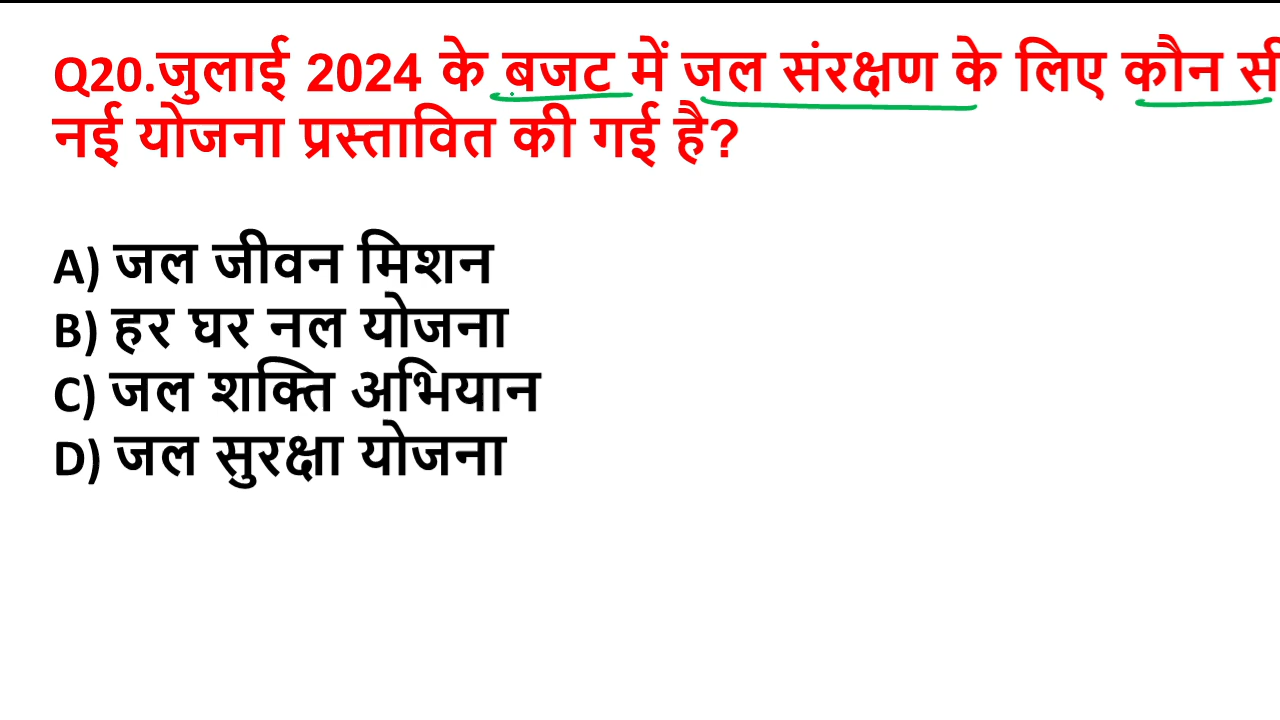 Q20.जुलाई 2024 के बजट में जल संरक्षण के लिए कौन सी
नई योजना प्रस्तावित की गई है?
A) जल जीवन मिशन
B) हर घर नल योजना
C) जल शक्ति अभियान
D) जल सुरक्षा योजना